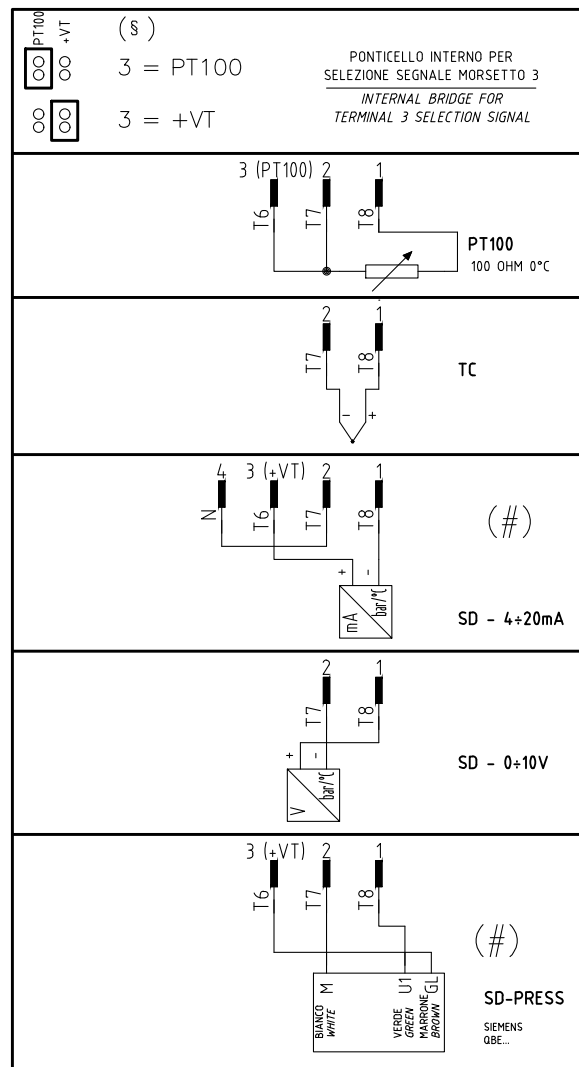 PT100
+VT
(§)
3 = PT100
3 = +VT
PONTICELLO INTERNO PER
SELEZIONE SEGNALE MORSETTO 3
INTERNAL BRIDGE FOR
TERMINAL 3 SELECTION SIGNAL
3 (PT100) 2 1
T6 T7 T8
PT100
100 OHM 0°C
2 1
T7 T8
- +
TC
4 3 (+VT) 2 1
N T6 T7 T8
(#)
+ -
mA bar/°C
SD - 4÷20mA
2 1
T7 T8
+ -
V bar/°C
SD - 0÷10V
3 (+VT) 2 1
T6 T7 T8
(#)
M U1 GL
BIANCO
WHITE
VERDE
GREEN
MARRONE
BROWN
SD-PRESS
SIEMENS
QBE...